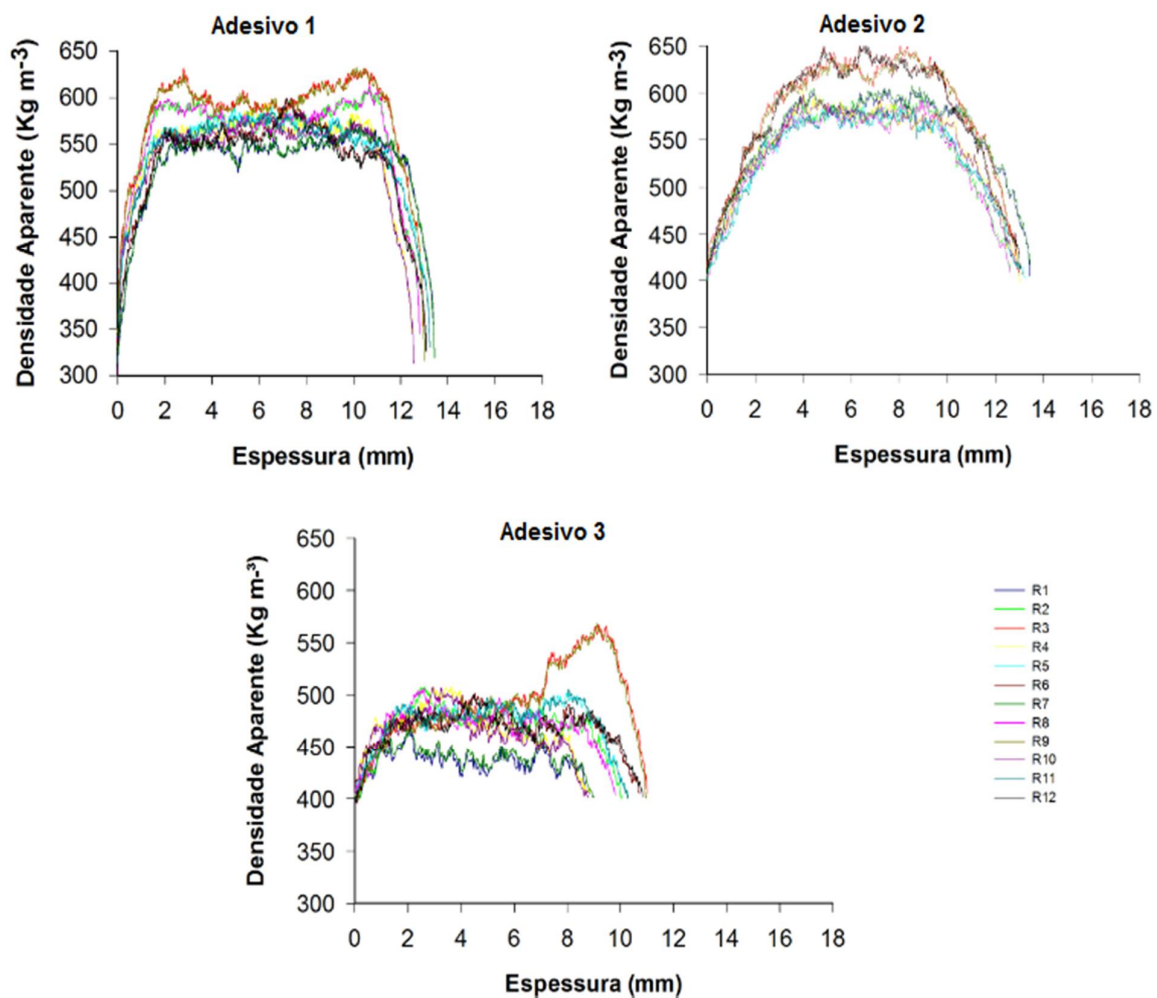 Adesivo 1
Densidade Aparente (Kg m-3)
650
600
550
500
450
400
350
300
0 2 4 6 8 10 12 14 16 18
Espessura (mm)
Adesivo 2
Densidade Aparente (Kg m-3)
650
600
550
500
450
400
350
300
0 2 4 6 8 10 12 14 16 18
Espessura (mm)
Adesivo 3
Densidade Aparente (Kg m-³)
650
600
550
500
450
400
350
300
0 2 4 6 8 10 12 14 16 18
Espessura (mm)
R1
R2
R3
R4
R5
R6
R7
R8
R9
R10
R11
R12